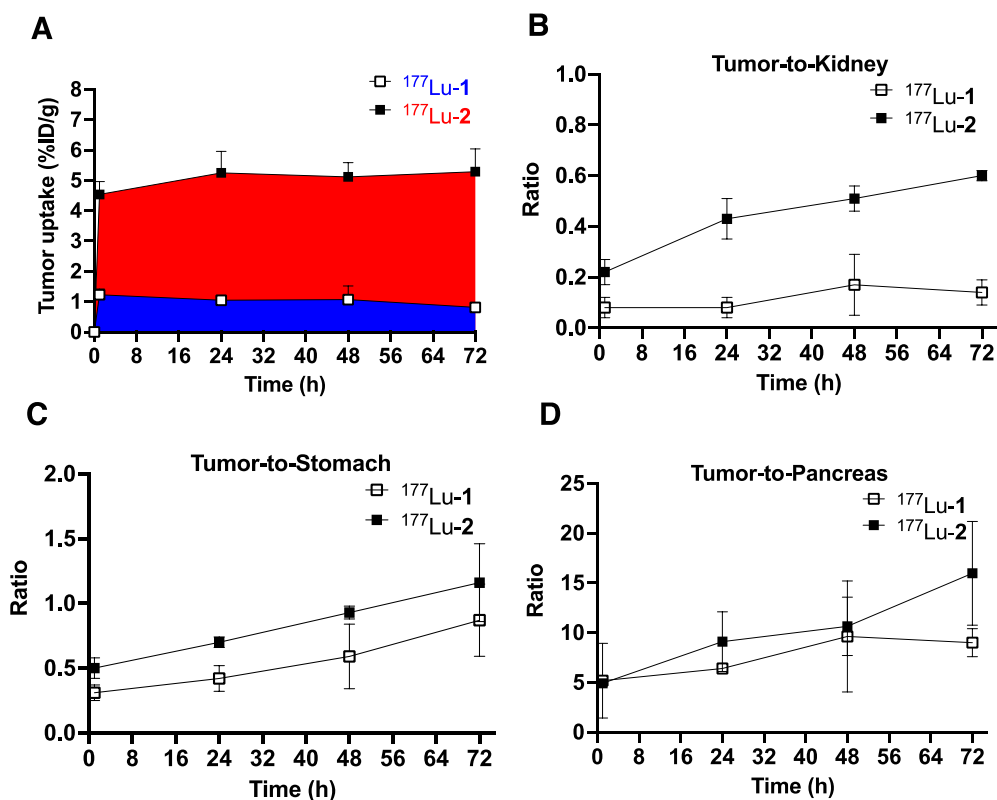 A
¹⁷⁷Lu-1
¹⁷⁷Lu-2
Tumor uptake (%ID/g)
8
7
6
5
4
3
2
1
0
0 8 16 24 32 40 48 56 64 72
Time (h)
B
Tumor-to-Kidney
¹⁷⁷Lu-1
¹⁷⁷Lu-2
Ratio
1.0
0.8
0.6
0.4
0.2
0.0
0 8 16 24 32 40 48 56 64 72
Time (h)
C
Tumor-to-Stomach
¹⁷⁷Lu-1
¹⁷⁷Lu-2
Ratio
2.0
1.5
1.0
0.5
0.0
0 8 16 24 32 40 48 56 64 72
Time (h)
D
Tumor-to-Pancreas
¹⁷⁷Lu-1
¹⁷⁷Lu-2
Ratio
25
20
15
10
5
0
0 8 16 24 32 40 48 56 64 72
Time (h)